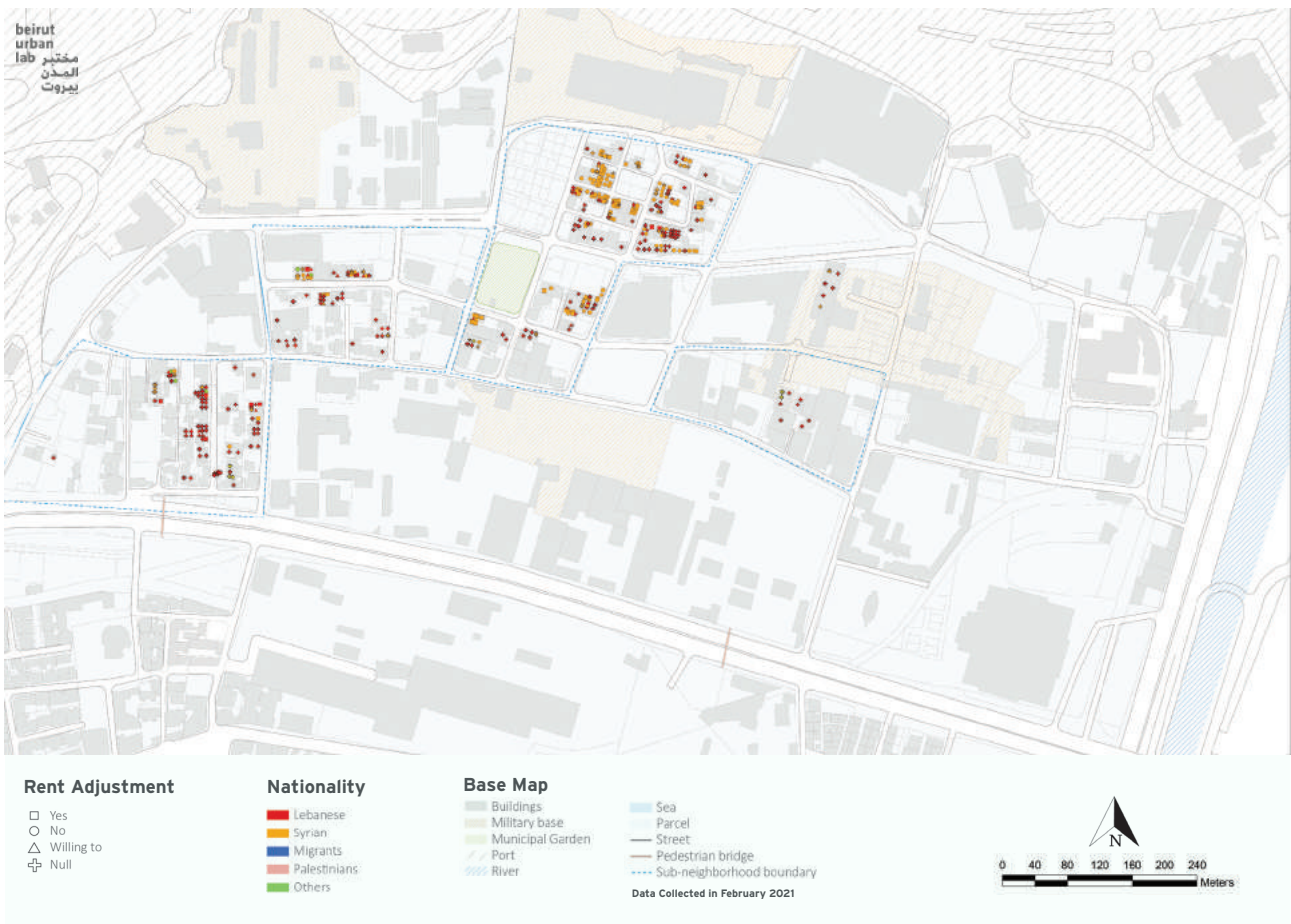 beirut
urban
lab مختبر
المدن
بيروت
Rent Adjustment
Yes
No
Willing to
Null
Nationality
Lebanese
Syrian
Migrants
Palestinians
Others
Base Map
Buildings
Military base
Municipal Garden
Port
River
Sea
Parcel
Street
Pedestrian bridge
Sub-neighborhood boundary
Data Collected in February 2021
N
0 40 80 120 160 200 240
Meters